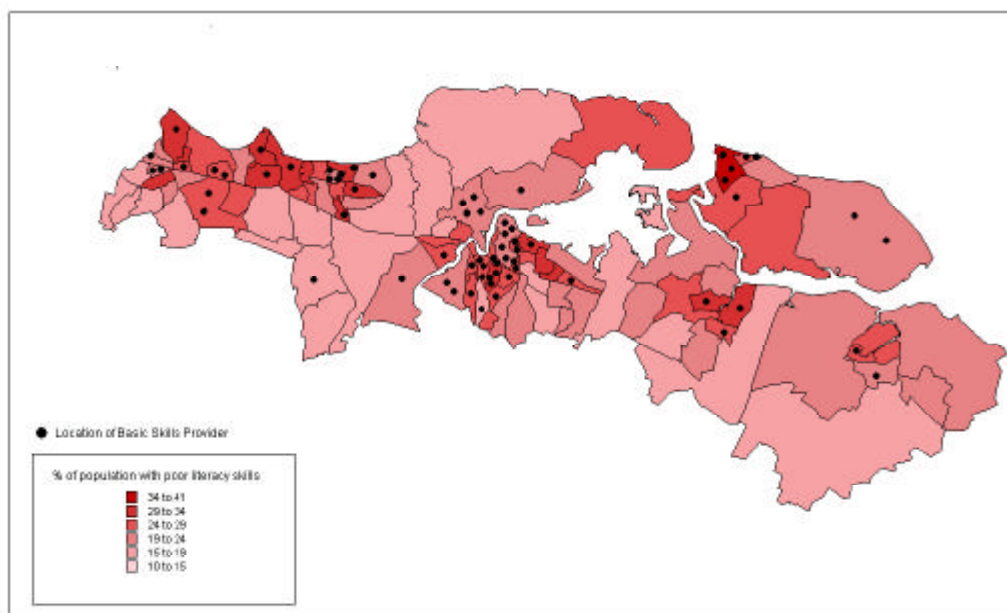 Location of Basic Skills Provider
% of population with poor literacy skills
34 to 41
29 to 34
24 to 29
19 to 24
15 to 19
10 to 15